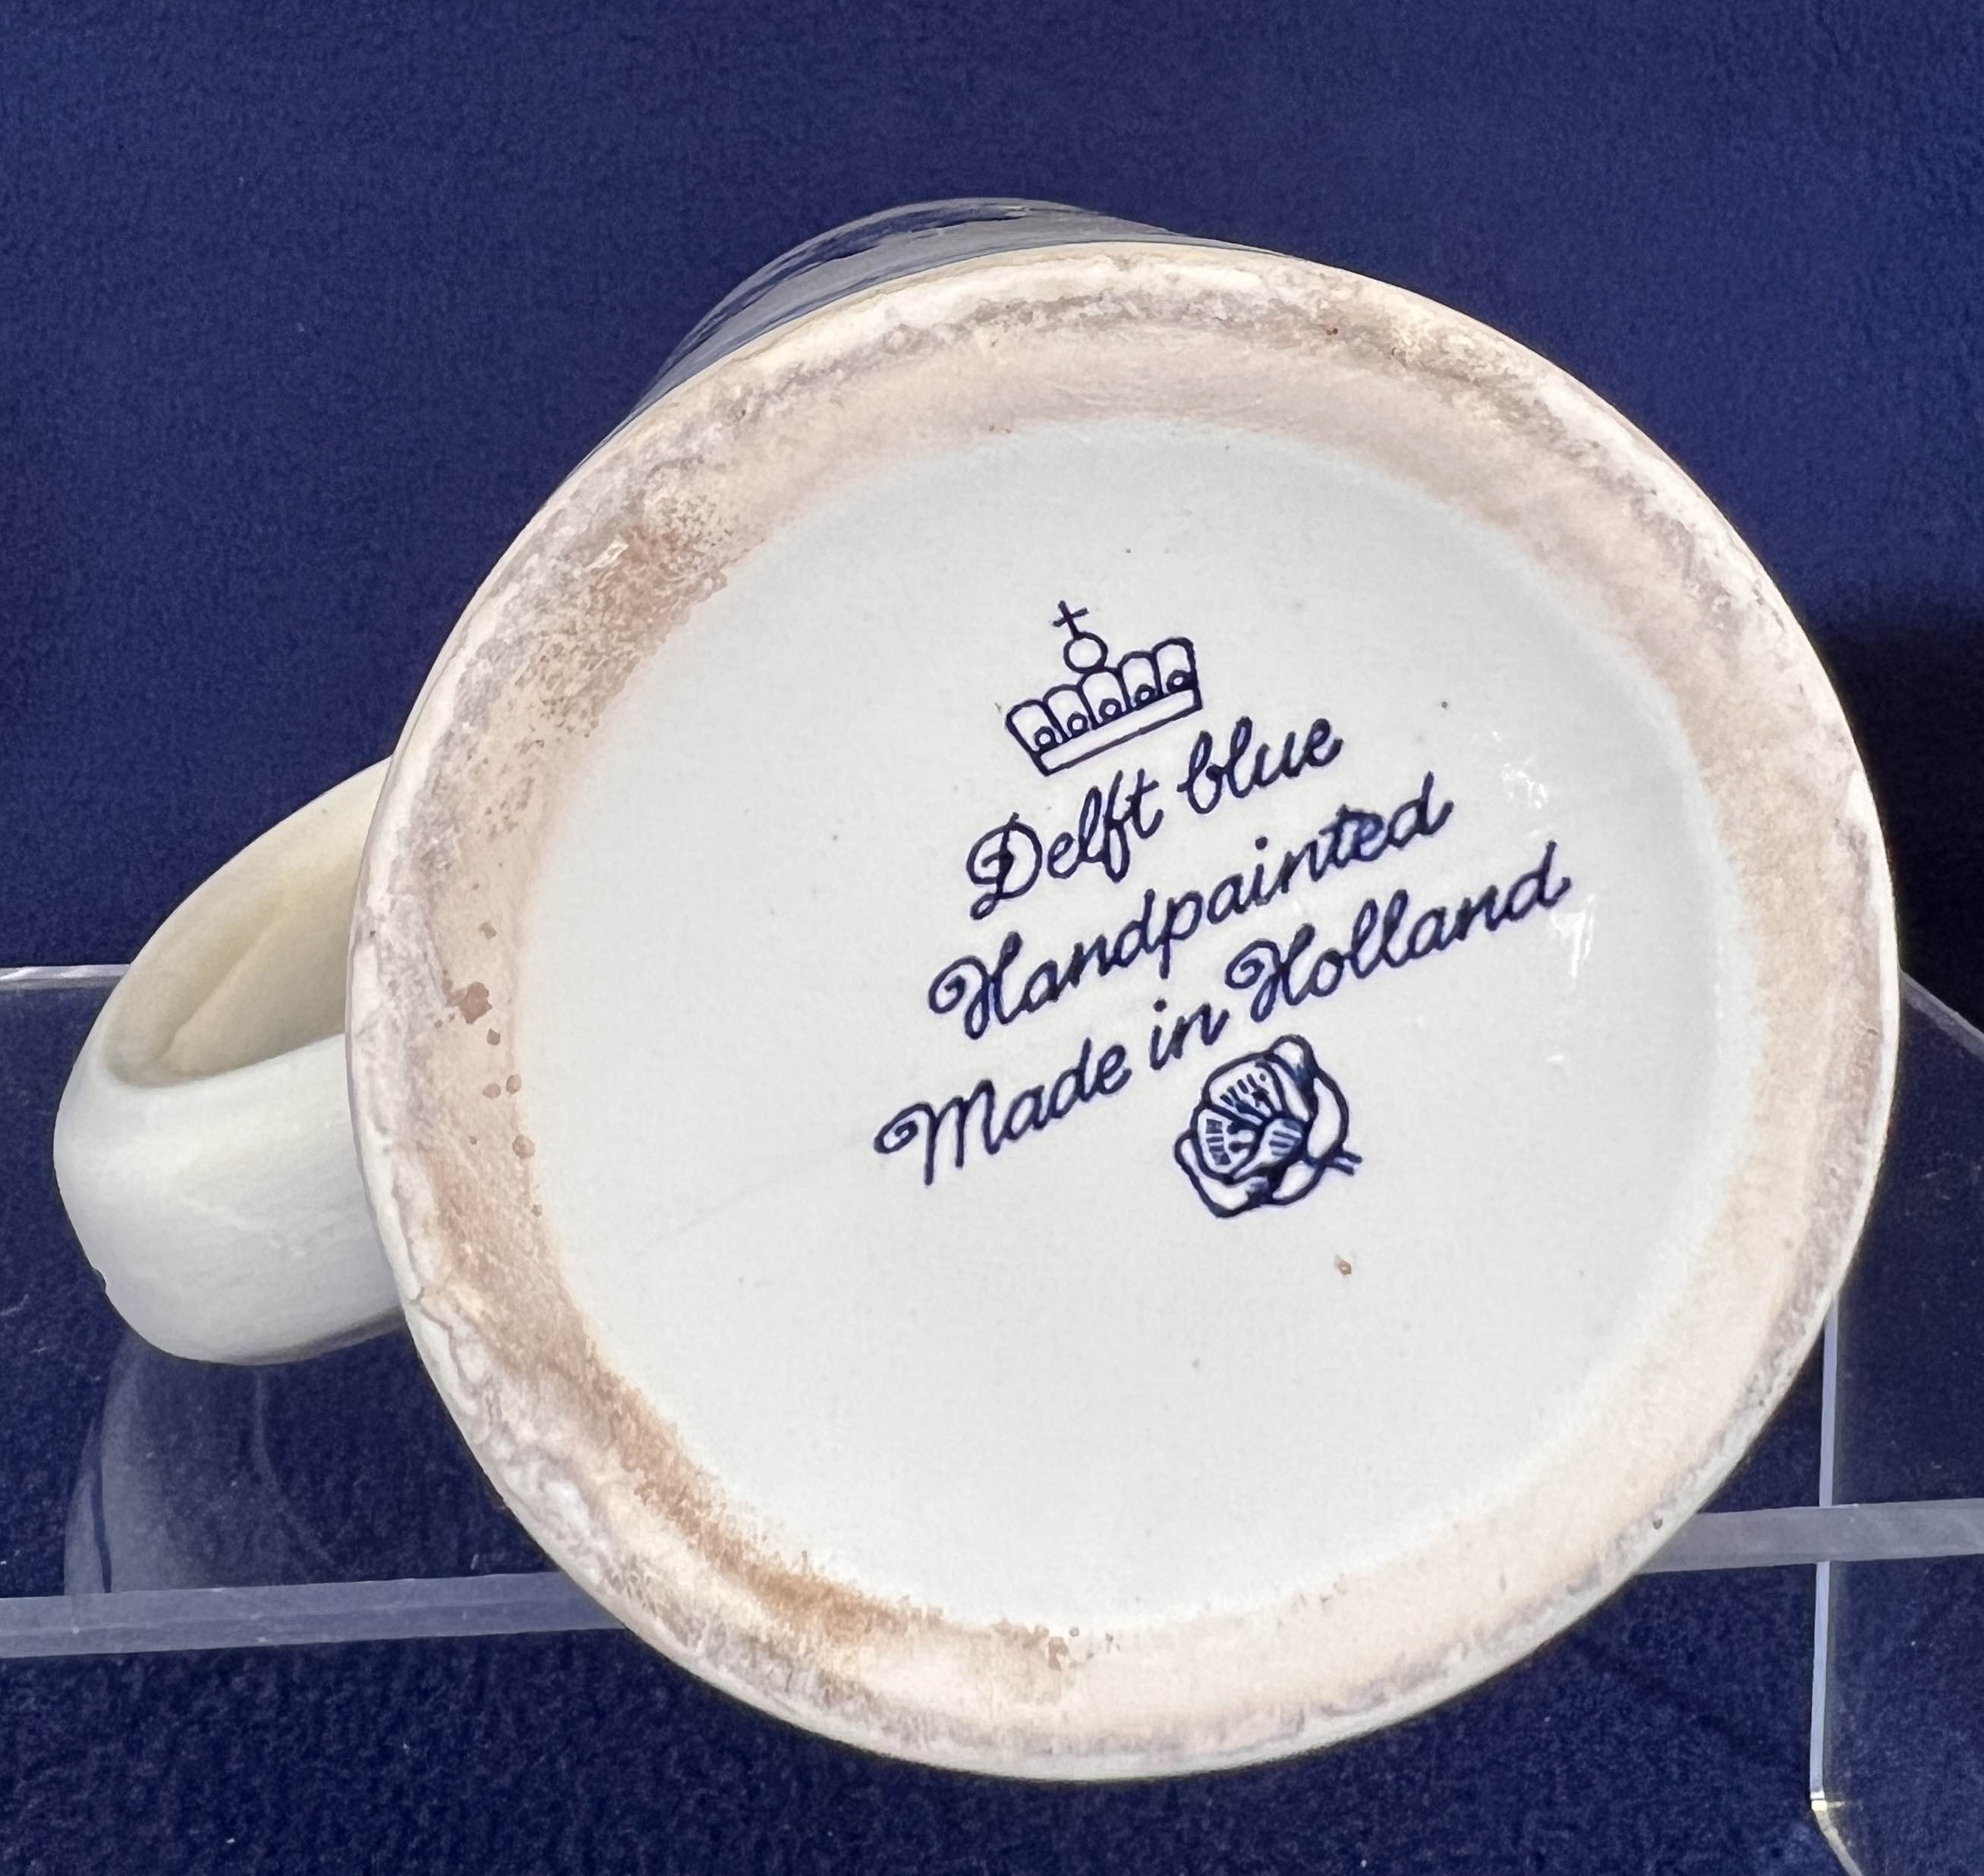 Delft blue
Handpainted
Made in Holland